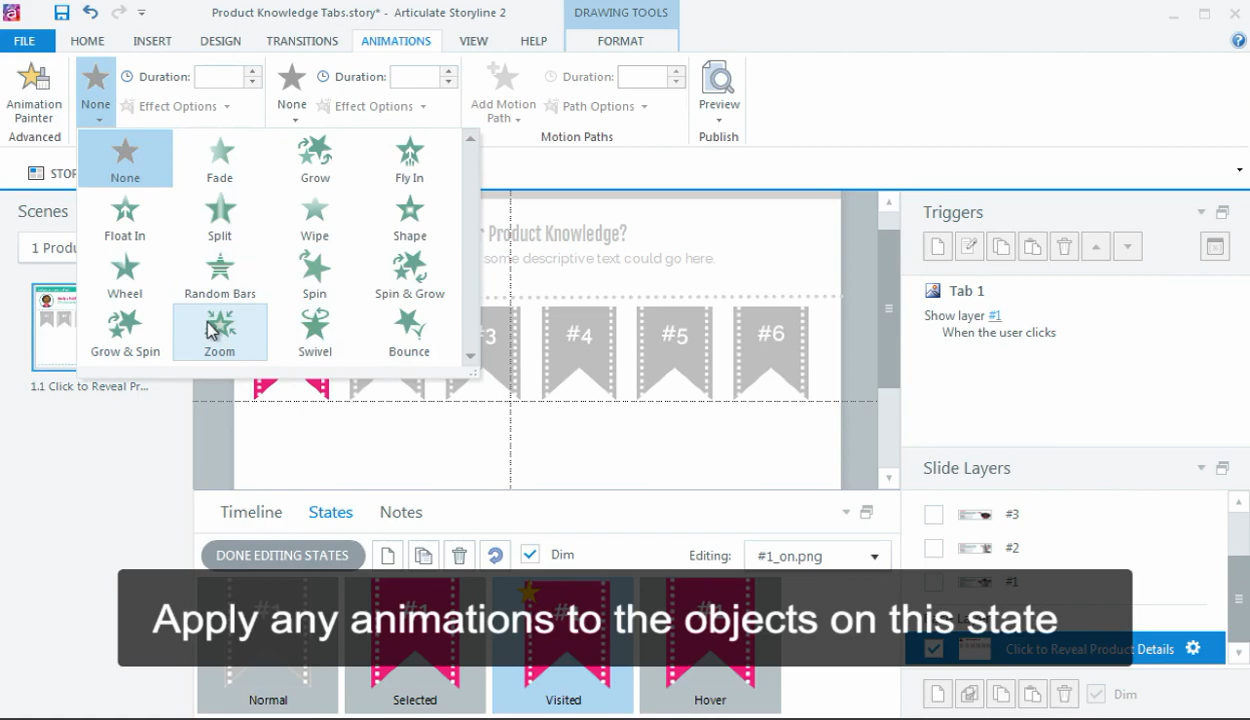 Product Knowledge Tabs.story* - Articulate Storyline 2
DRAWING TOOLS
FILE HOME INSERT DESIGN TRANSITIONS ANIMATIONS VIEW HELP FORMAT
Animation Painter
None
Duration:
Effect Options
None
Duration:
Effect Options
Add Motion Path
Duration:
Path Options
Preview
Advanced
Motion Paths
Publish
None Fade Grow Fly In
Float In Split Wipe Shape
Wheel Random Bars Spin Spin & Grow
Grow & Spin Zoom Swivel Bounce
STO
Scenes
1 Produ
1.1 Click to Reveal Pr...
Product Knowledge?
some descriptive text could go here.
#4 #5 #6
Triggers
Tab 1
Show layer #1
When the user clicks
Slide Layers
#3
#2
#1
Click to Reveal Product Details
Dim
Timeline States Notes
DONE EDITING STATES
Dim
Editing: #1_on.png
Apply any animations to the objects on this state
Normal Selected Visited Hover